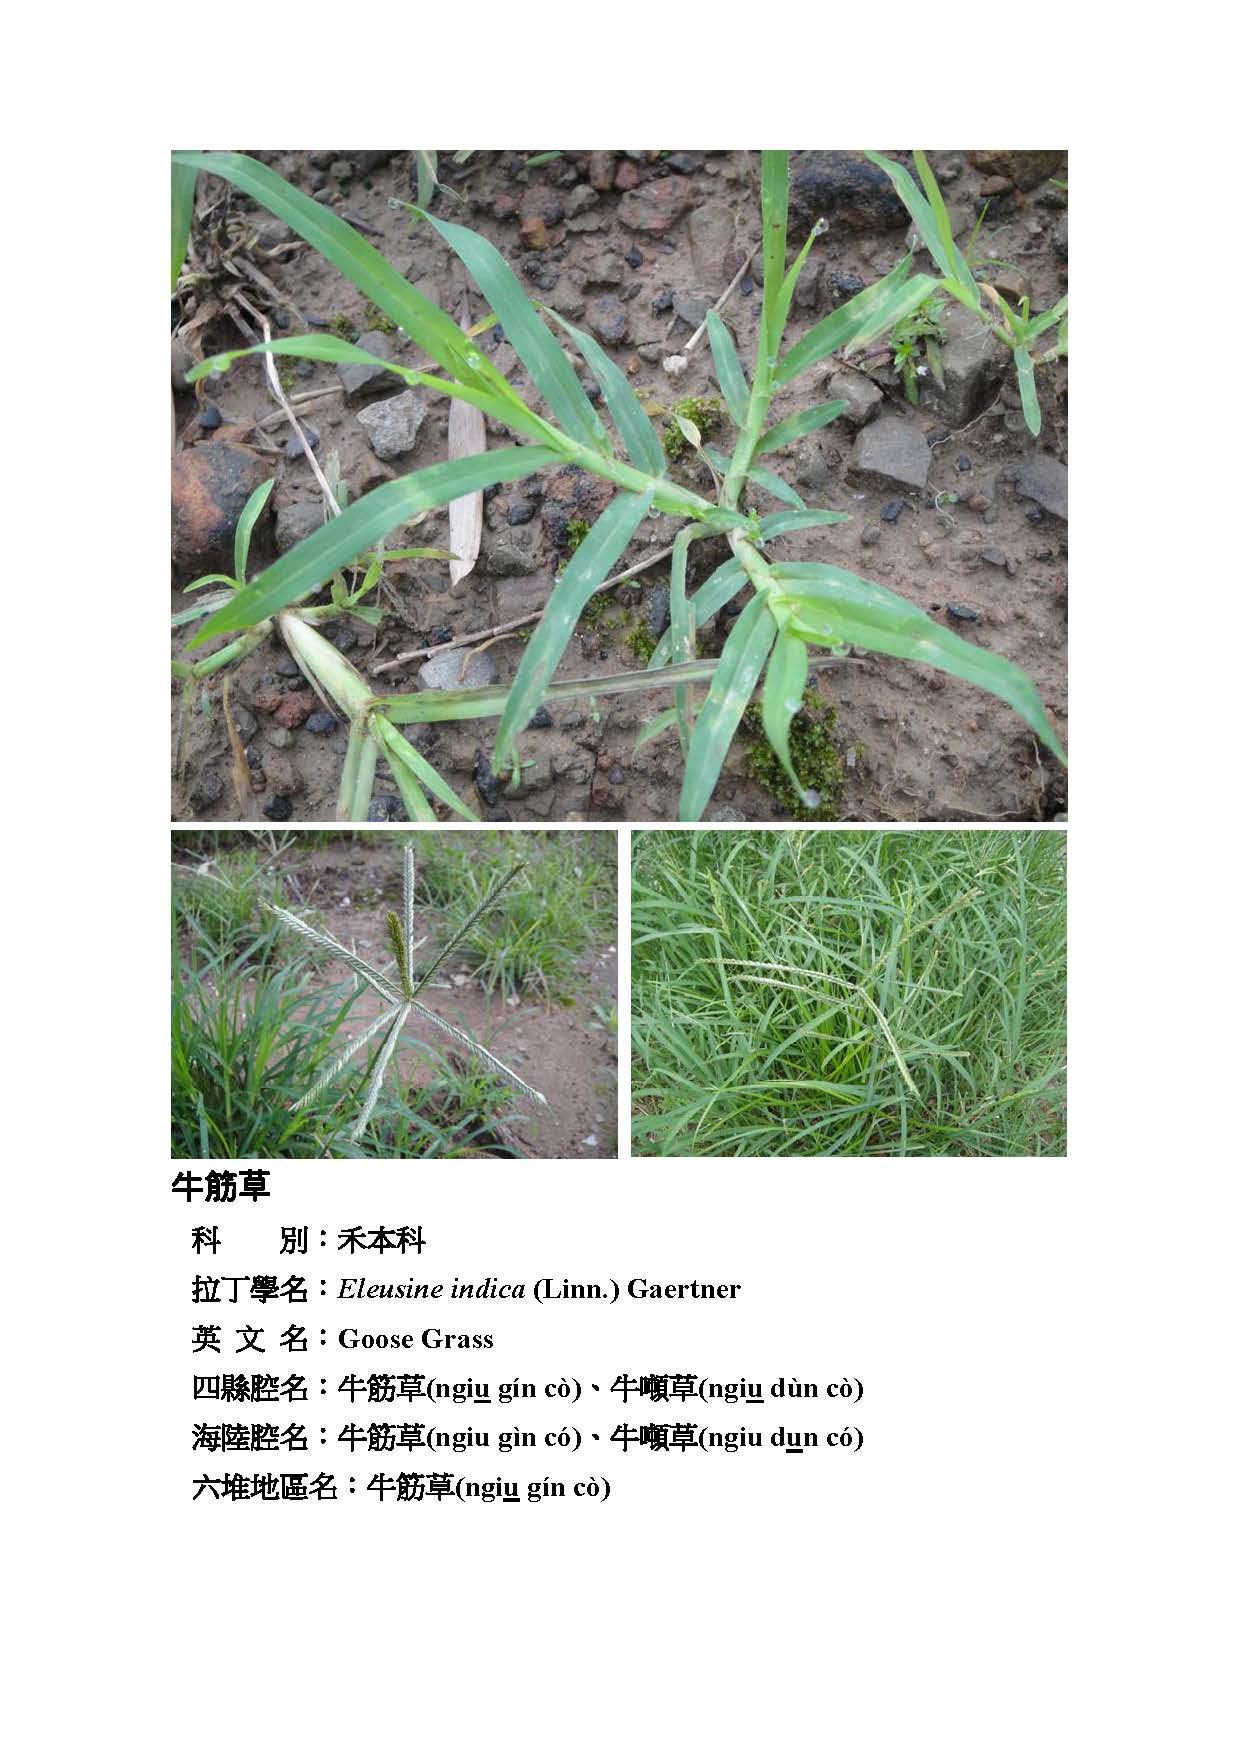 牛筋草
科　　別：禾本科
拉丁學名：Eleusine indica (Linn.) Gaertner
英 文 名：Goose Grass
四縣腔名：牛筋草(ngiu gín cò)、牛噸草(ngiu dùn cò)
海陸腔名：牛筋草(ngiu gìn có)、牛噸草(ngiu dun có)
六堆地區名：牛筋草(ngiu gín cò)